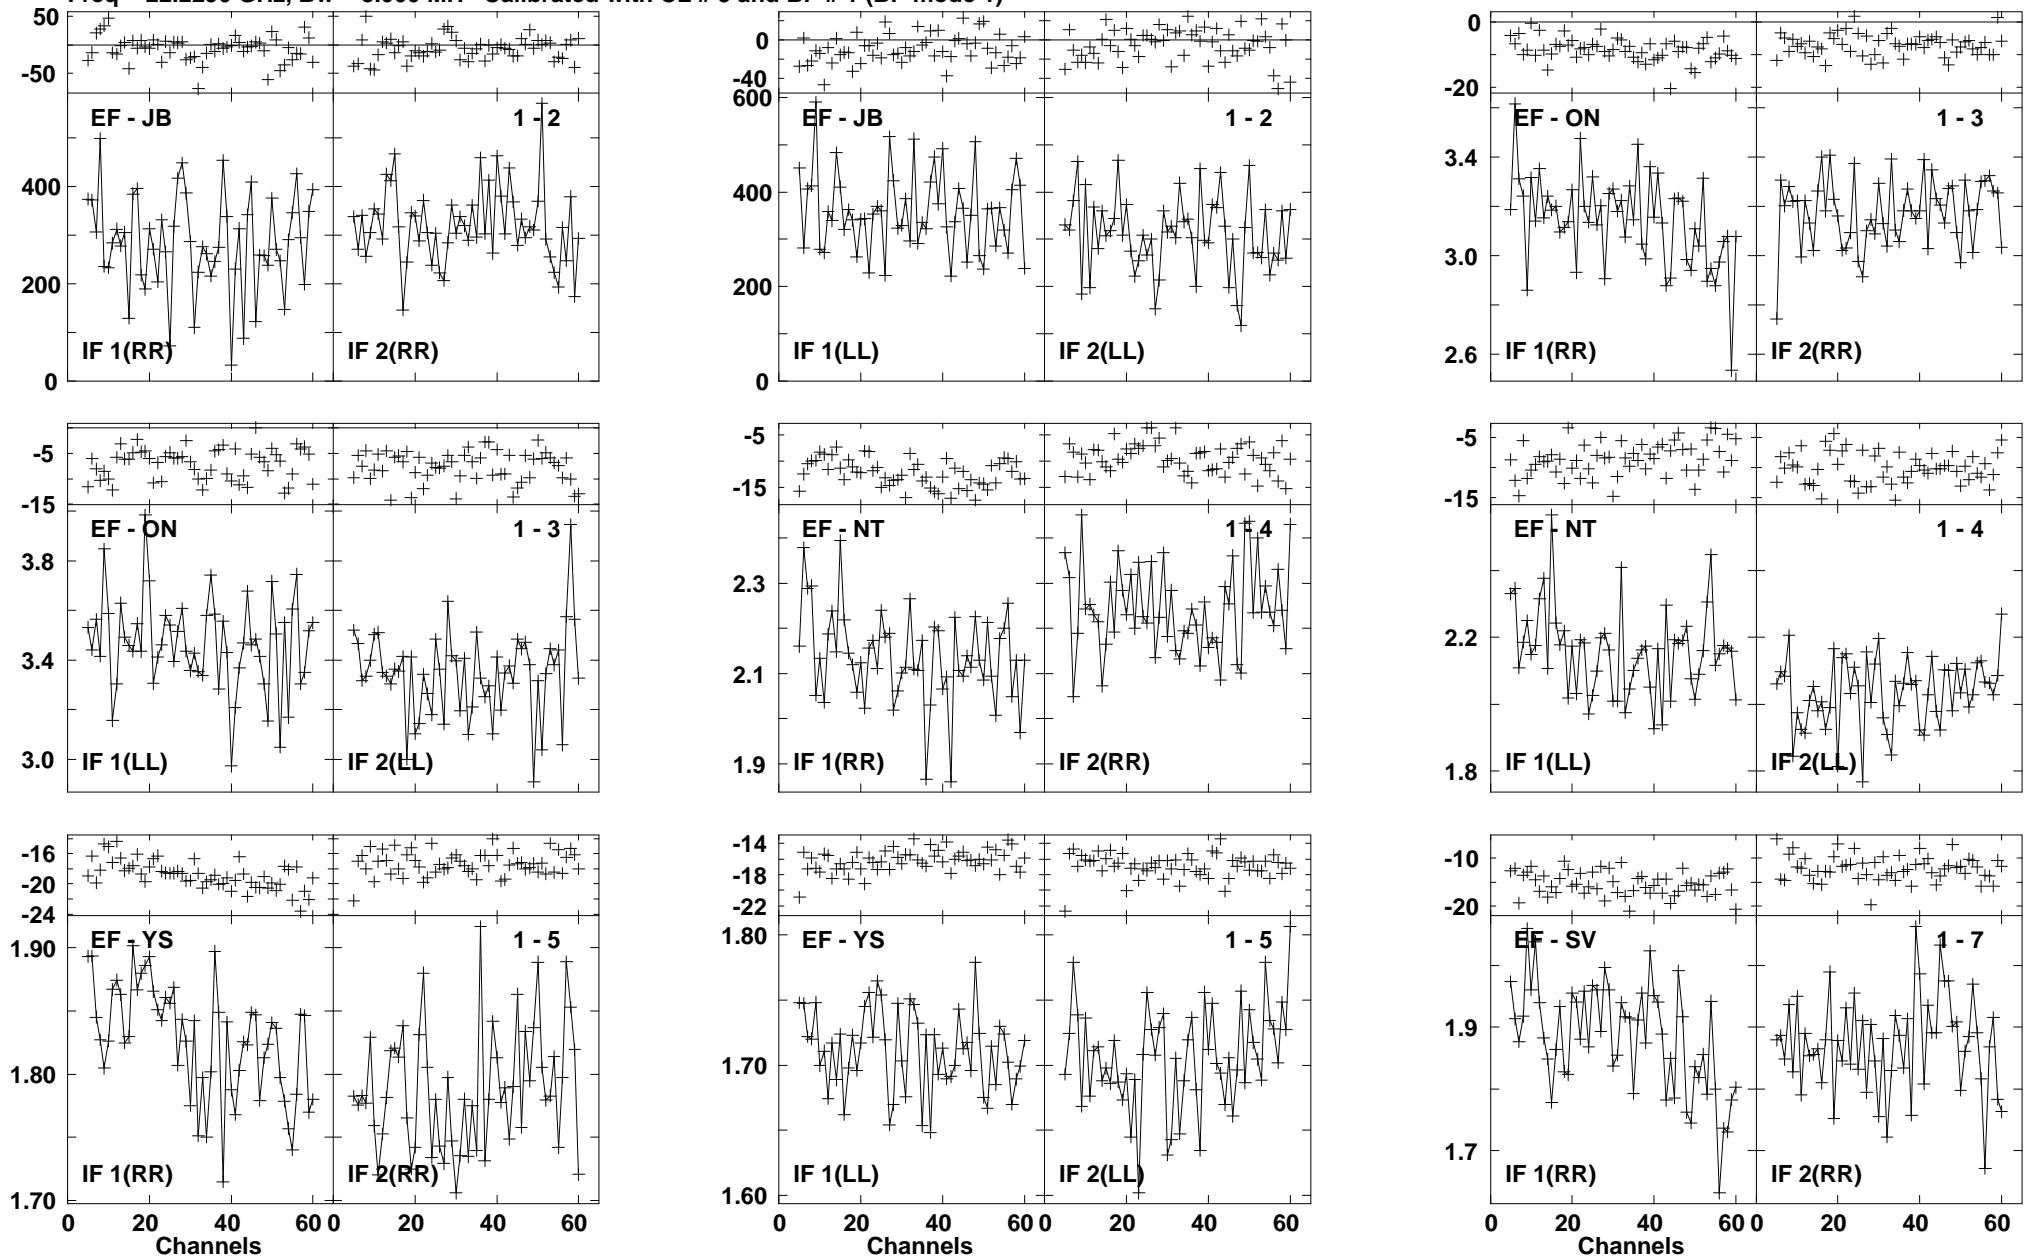 50
0
-50
EF - JB
1 - 2
400
200
0
IF 1(RR)
IF 2(RR)
0
-40
600
EF - JB
1 - 2
400
200
0
IF 1(LL)
IF 2(LL)
0
-20
EF - ON
1 - 3
3.4
3.0
2.6
IF 1(RR)
IF 2(RR)
-5
-15
EF - ON
1 - 3
3.8
3.4
3.0
IF 1(LL)
IF 2(LL)
-5
-15
EF - NT
1 - 4
2.3
2.1
1.9
IF 1(RR)
IF 2(RR)
-5
-15
EF - NT
1 - 4
2.2
1.8
IF 1(LL)
IF 2(LL)
-16
-20
-24
EF - YS
1 - 5
1.90
1.80
1.70
IF 1(RR)
IF 2(RR)
0 20 40 60 0 20 40 60
Channels
-14
-18
-22
EF - YS
1 - 5
1.80
1.70
1.60
IF 1(LL)
IF 2(LL)
0 20 40 60 0 20 40 60
Channels
-10
-20
EF - SV
1 - 7
1.9
1.7
IF 1(RR)
IF 2(RR)
0 20 40 60 0 20 40 60
Channels